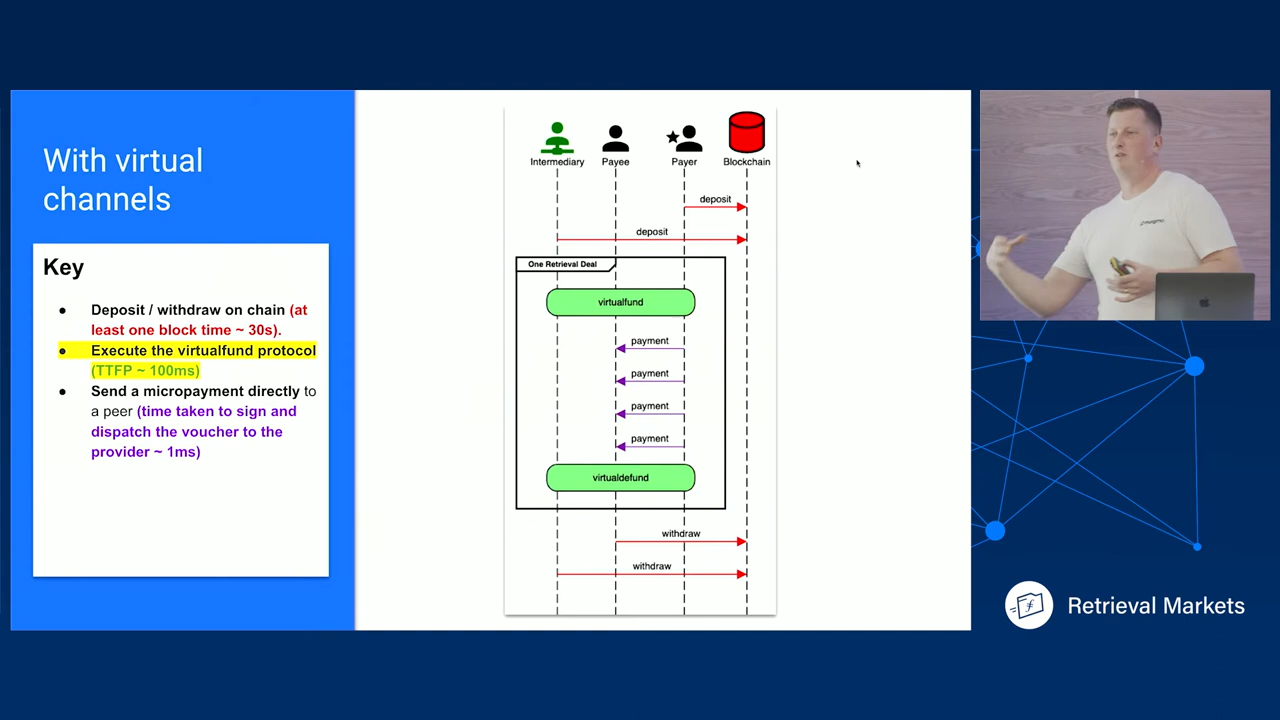 With virtual
channels
Key
● Deposit / withdraw on chain (at
least one block time ~ 30s).
● Execute the virtualfund protocol
(TTFP ~ 100ms)
● Send a micropayment directly to
a peer (time taken to sign and
dispatch the voucher to the
provider ~ 1ms)
Intermediary Payee Payer Blockchain
deposit
deposit
One Retrieval Deal
virtualfund
payment
payment
payment
payment
virtualdefund
withdraw
withdraw
Retrieval Markets